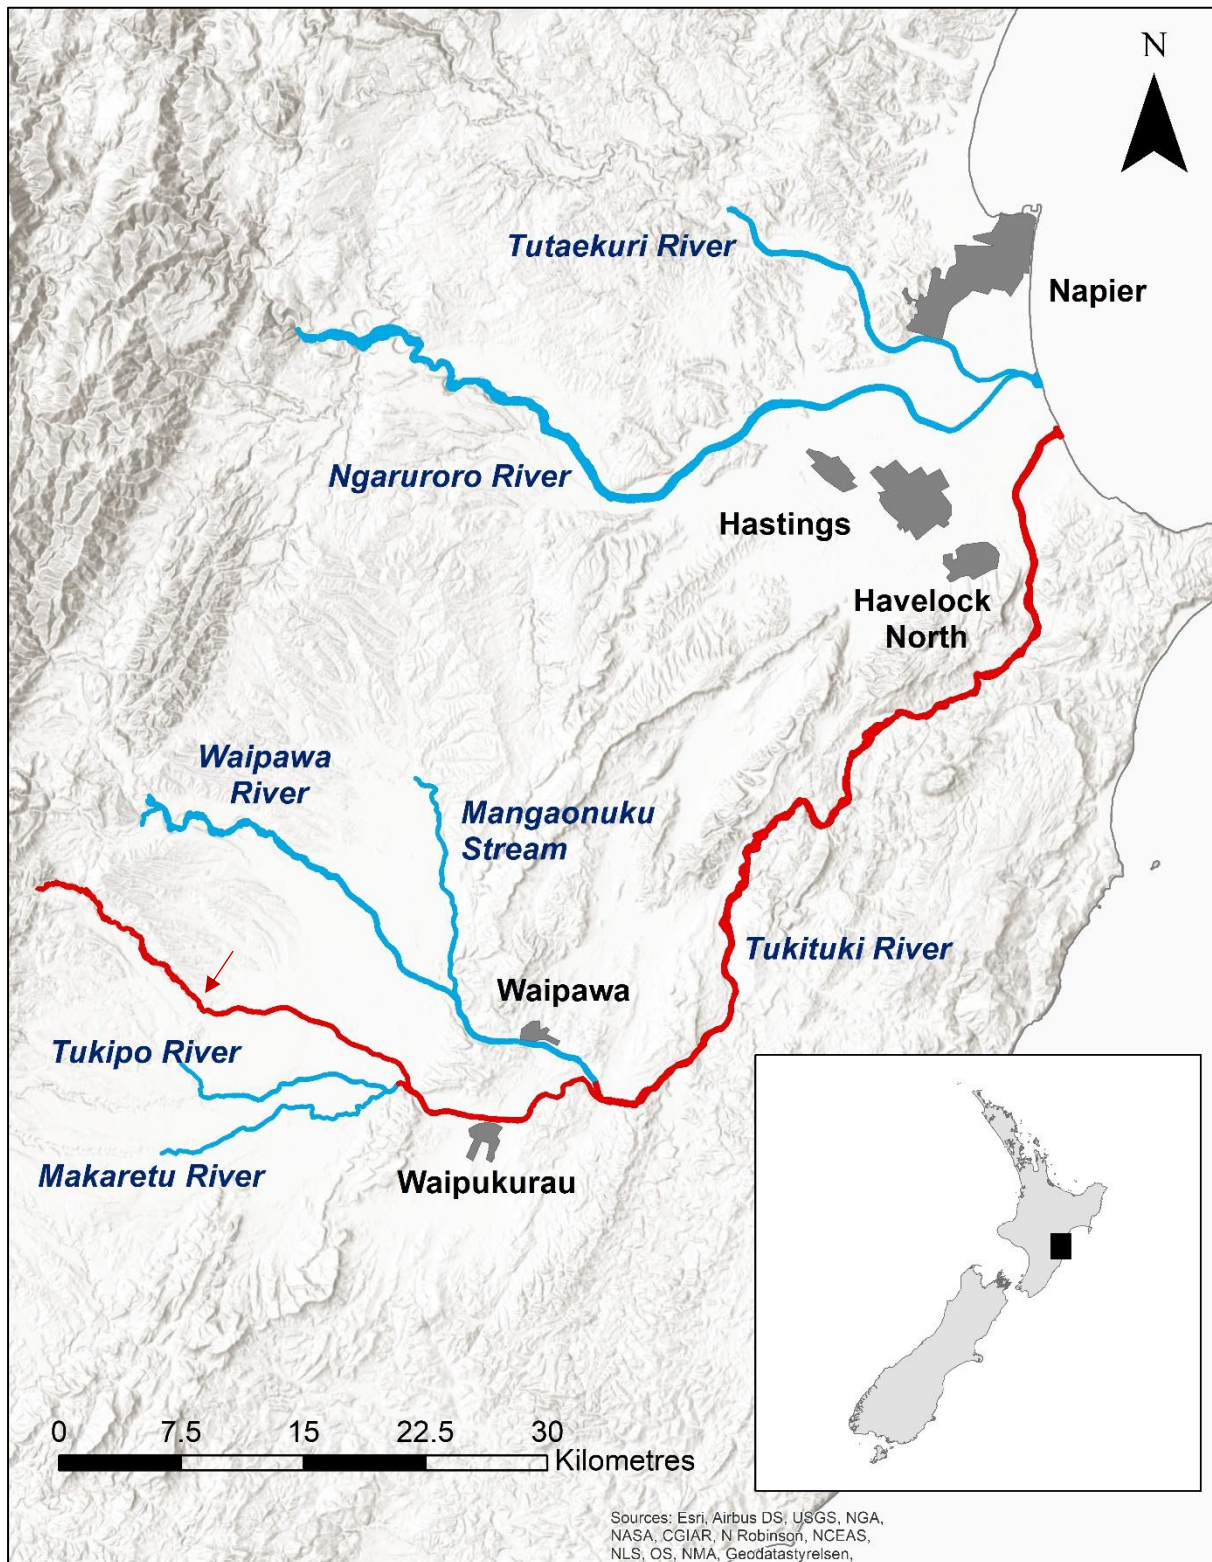 N
Tutaekuri River
Napier
Ngaruroro River
Hastings
Havelock
North
Waipawa
River
Mangaonuku
Stream
Tukituki River
Waipawa
Tukipo River
Makaretu River
Waipukurau
0 7.5 15 22.5 30
Kilometres
Sources: Esri, Airbus DS, USGS, NGA,
NASA, CGIAR, N Robinson, NCEAS,
NLS, OS, NMA, Geodatastyrelsen,